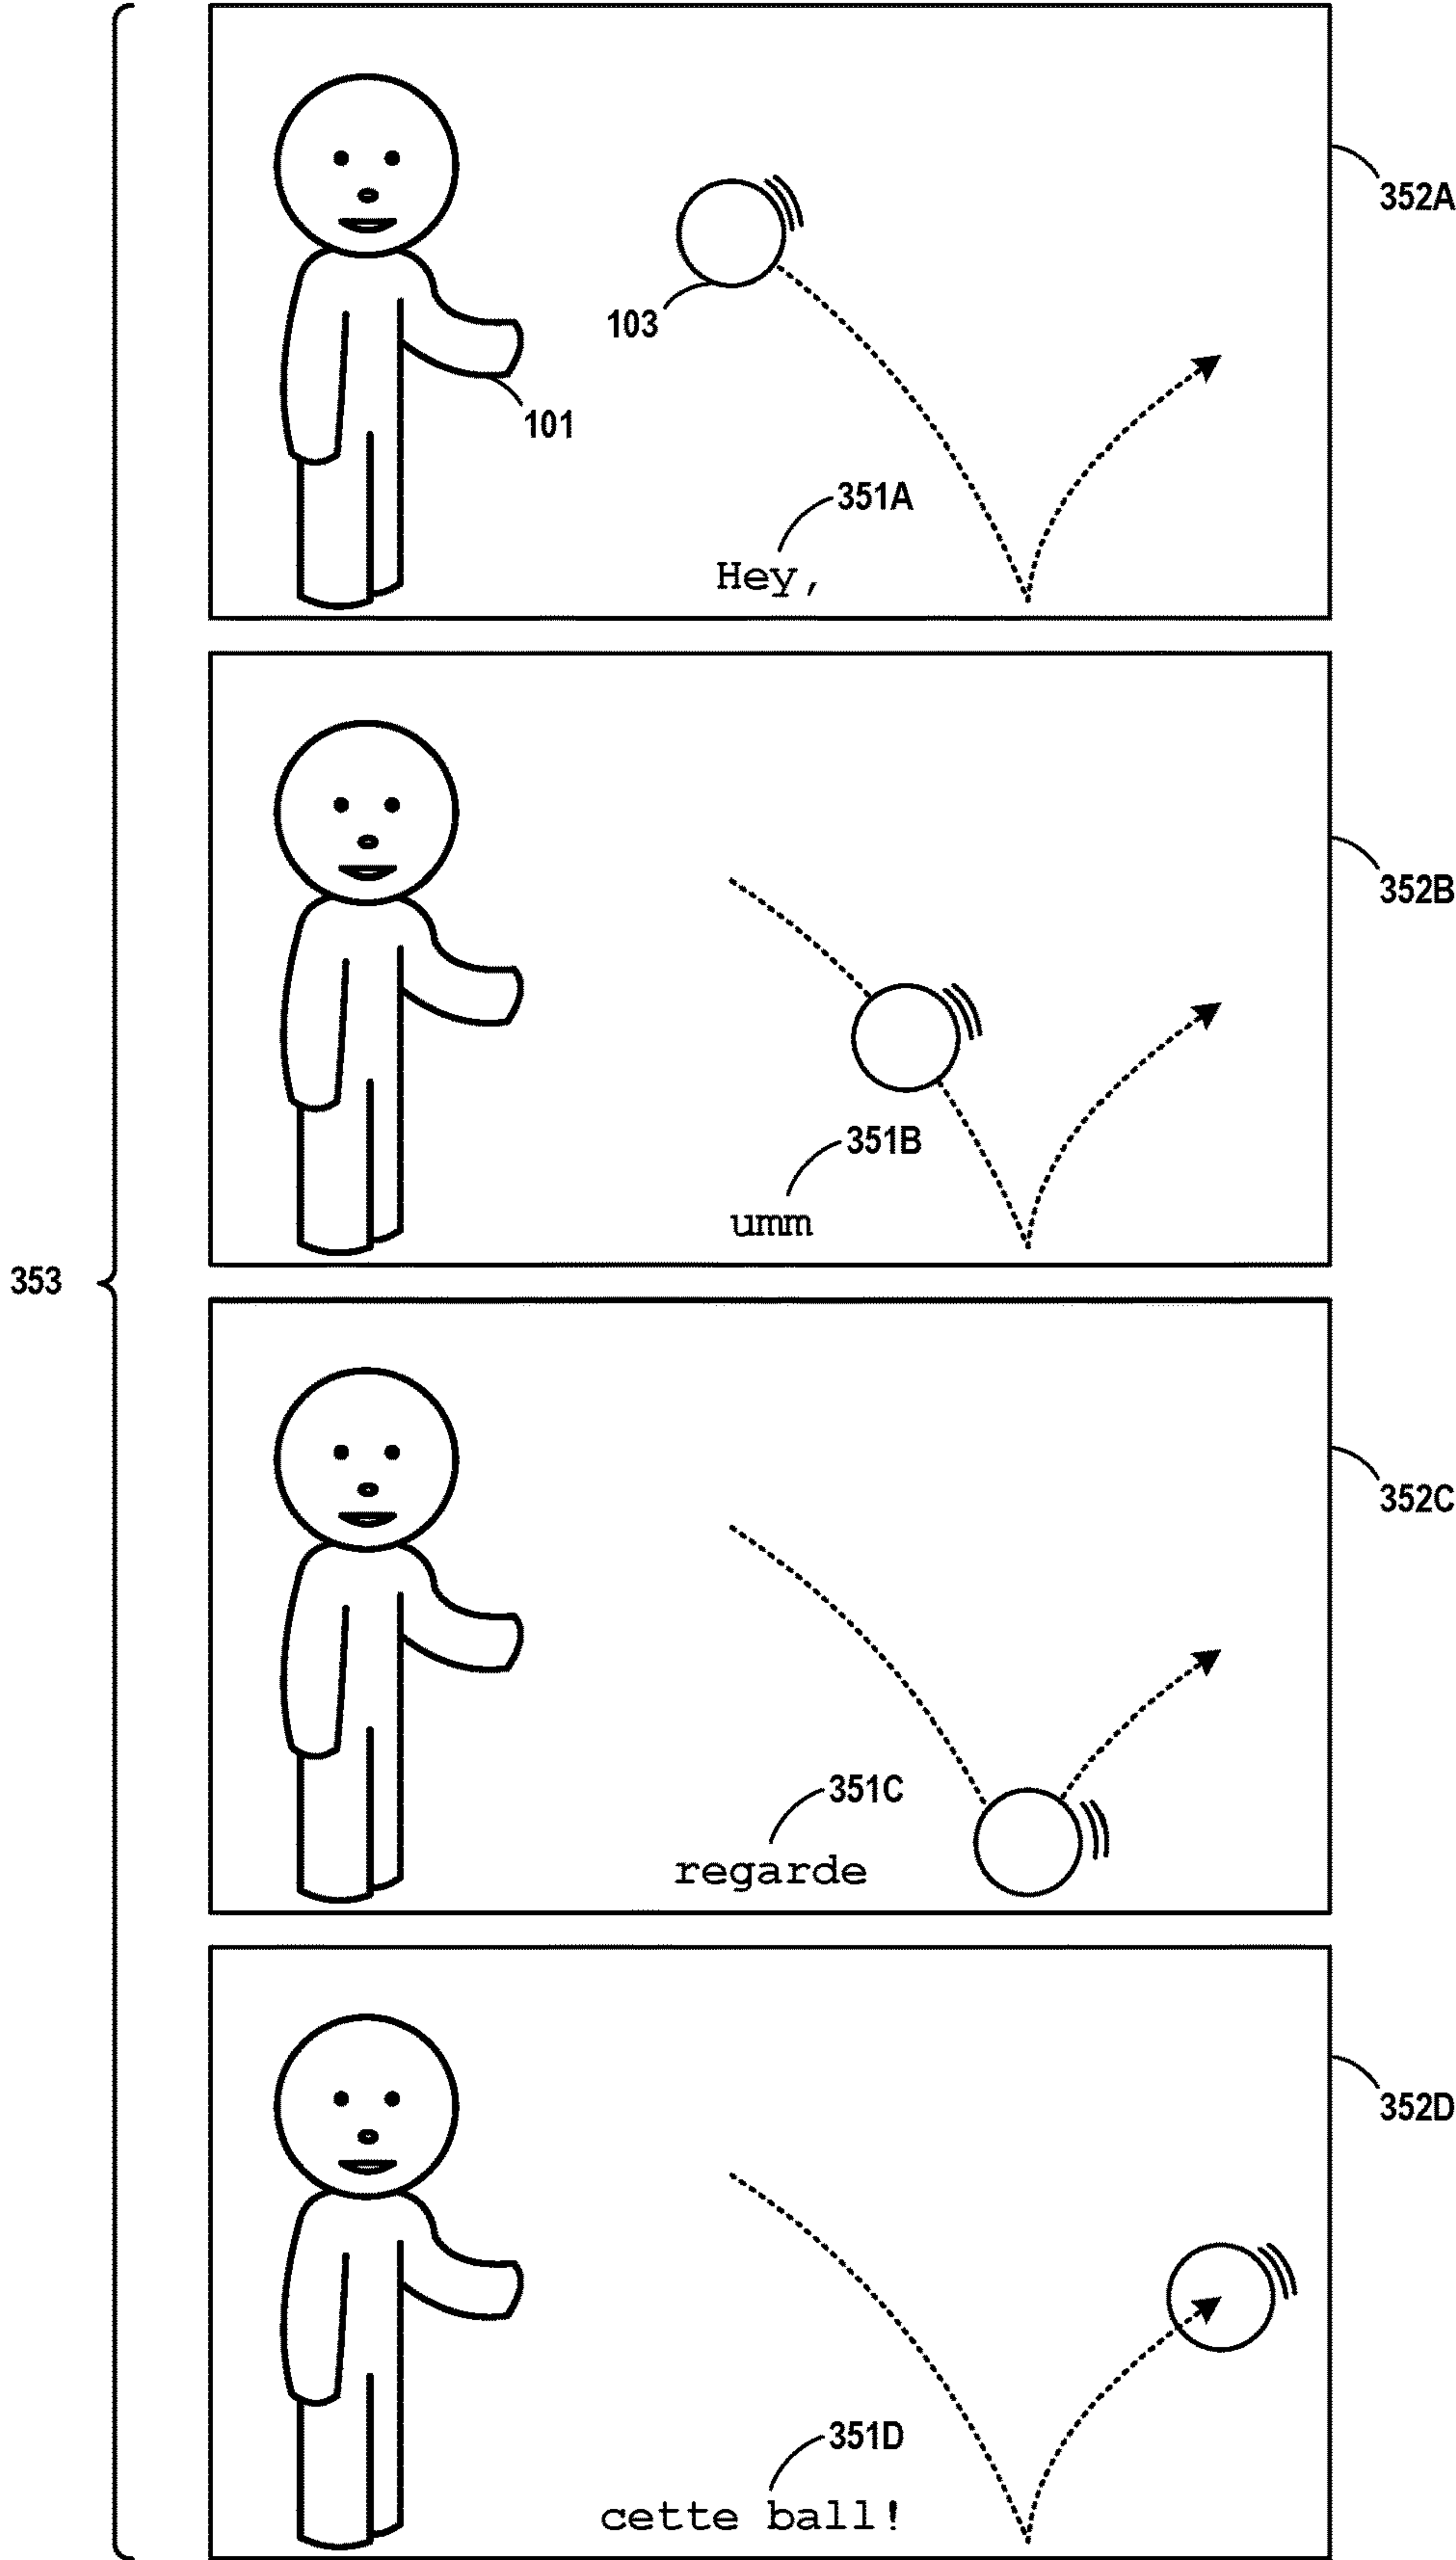 352A
103
101
351A
Hey,
352B
351B
umm
353
352C
351C
regarde
352D
351D
cette ball!